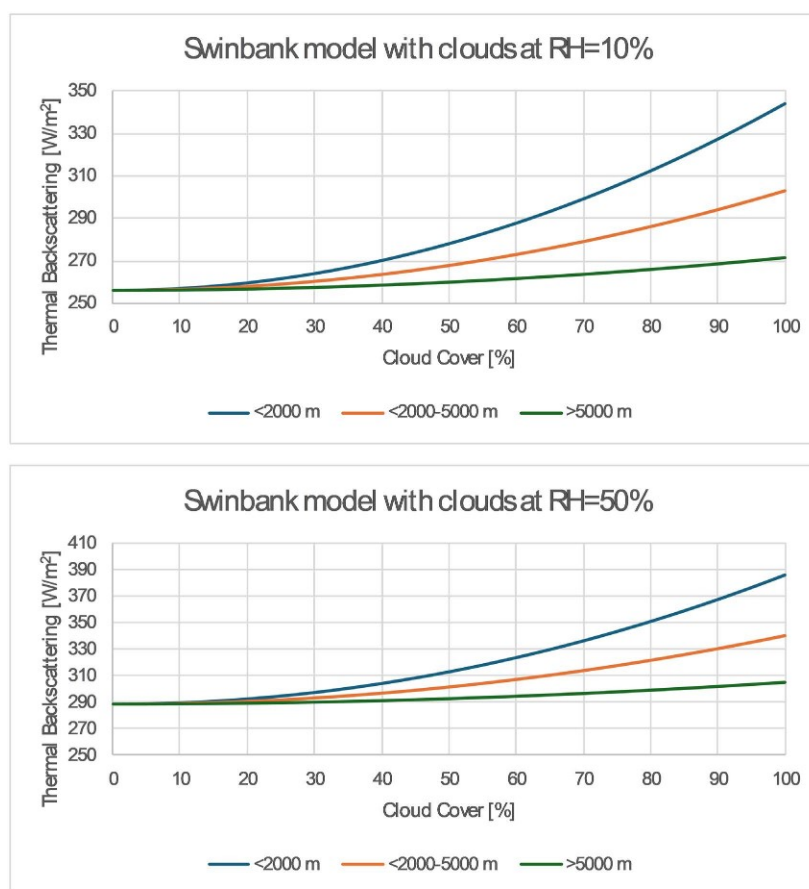 Swinbank model with clouds at RH=10%
Thermal Backscattering [W/m²]
350
330
310
290
270
250
0 10 20 30 40 50 60 70 80 90 100
Cloud Cover [%]
<2000 m <2000-5000 m >5000 m
Swinbank model with clouds at RH=50%
Thermal Backscattering [W/m²]
410
390
370
350
330
310
290
270
250
0 10 20 30 40 50 60 70 80 90 100
Cloud Cover [%]
<2000 m <2000-5000 m >5000 m